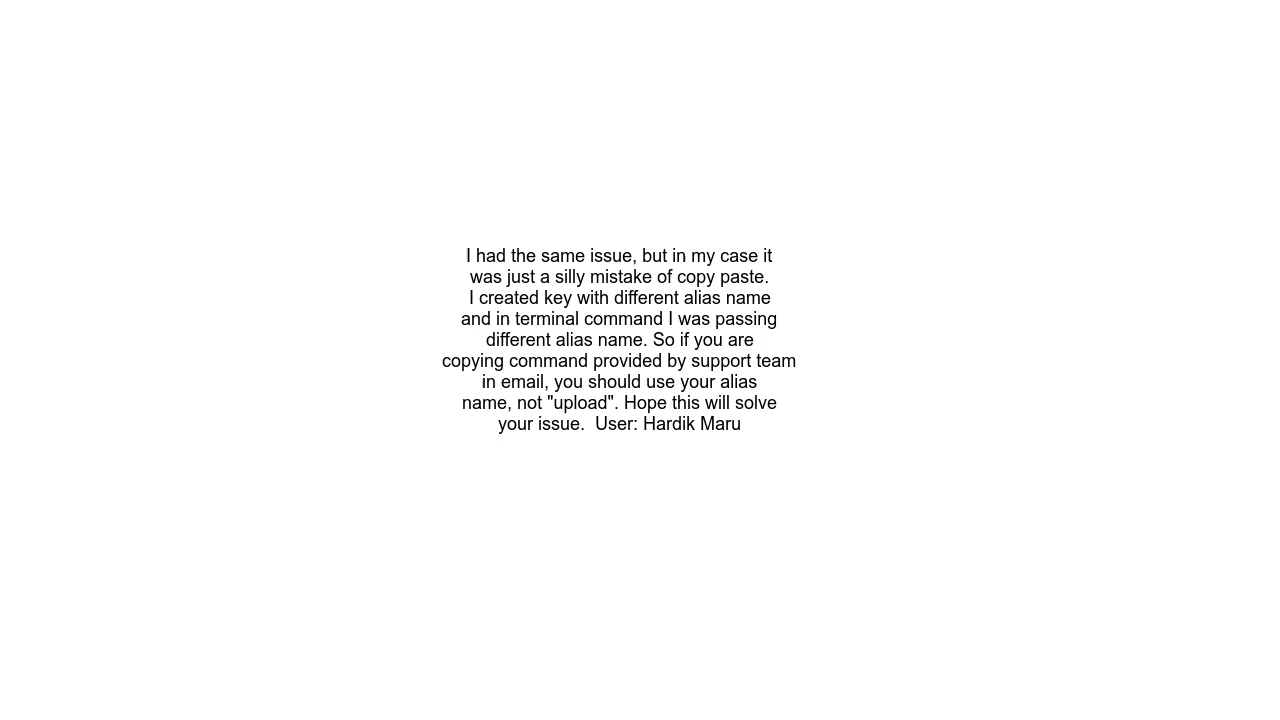 I had the same issue, but in my case it
was just a silly mistake of copy paste.
I created key with different alias name
and in terminal command I was passing
different alias name. So if you are
copying command provided by support team
in email, you should use your alias
name, not "upload". Hope this will solve
your issue.  User: Hardik Maru